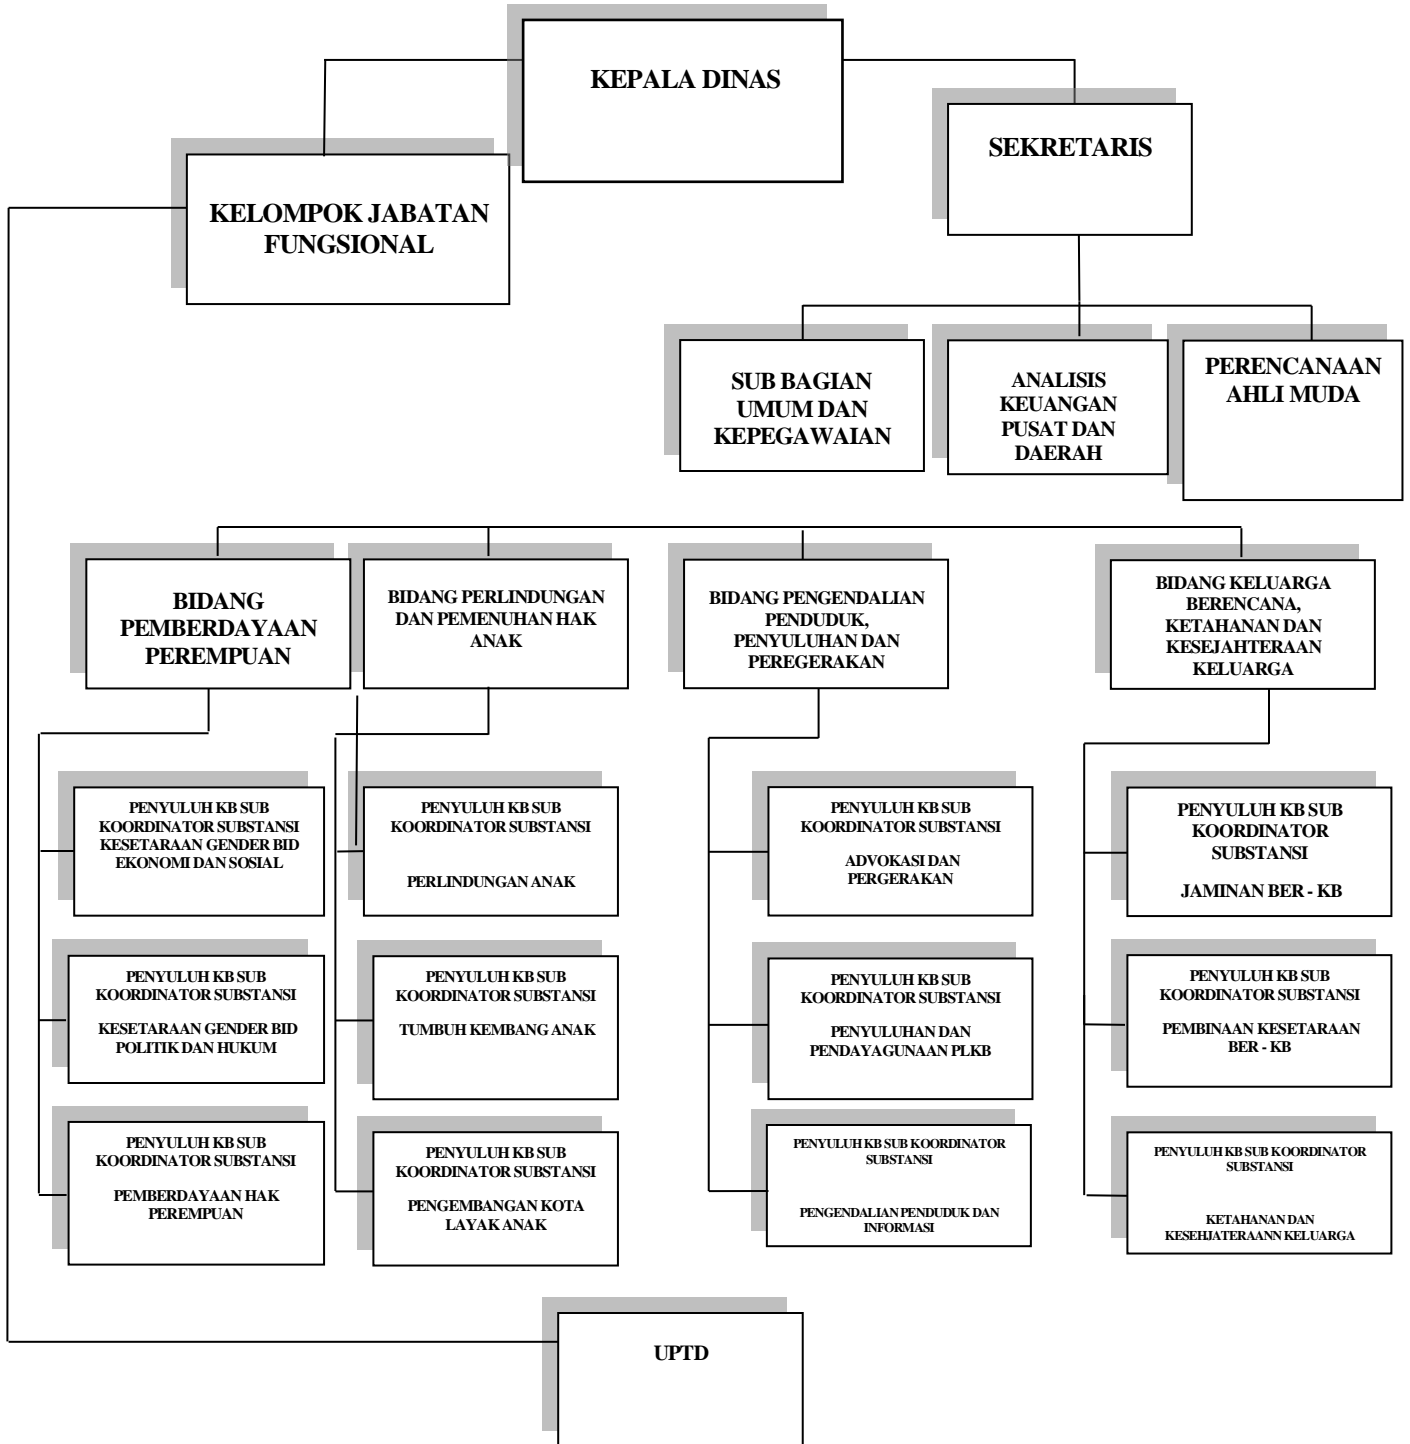 KEPALA DINAS
SEKRETARIS
KELOMPOK JABATAN
FUNGSIONAL
SUB BAGIAN
UMUM DAN
KEPEGAWAIAN
ANALISIS
KEUANGAN
PUSAT DAN
DAERAH
PERENCANAAN
AHLI MUDA
BIDANG
PEMBERDAYAAN
PEREMPUAN
BIDANG PERLINDUNGAN
DAN PEMENUHAN HAK
ANAK
BIDANG PENGENDALIAN
PENDUDUK,
PENYULUHAN DAN
PEREGERAKAN
BIDANG KELUARGA
BERENCANA,
KETAHANAN DAN
KESEJAHTERAAN
KELUARGA
PENYULUH KB SUB
KOORDINATOR SUBSTANSI
KESETARAAN GENDER BID
EKONOMI DAN SOSIAL
PENYULUH KB SUB
KOORDINATOR SUBSTANSI
PERLINDUNGAN ANAK
PENYULUH KB SUB
KOORDINATOR SUBSTANSI
ADVOKASI DAN
PERGERAKAN
PENYULUH KB SUB
KOORDINATOR
SUBSTANSI
JAMINAN BER - KB
PENYULUH KB SUB
KOORDINATOR SUBSTANSI
KESETARAAN GENDER BID
POLITIK DAN HUKUM
PENYULUH KB SUB
KOORDINATOR SUBSTANSI
TUMBUH KEMBANG ANAK
PENYULUH KB SUB
KOORDINATOR SUBSTANSI
PENYULUHAN DAN
PENDAYAGUNAAN PLKB
PENYULUH KB SUB
KOORDINATOR SUBSTANSI
PEMBINAAN KESETARAAN
BER - KB
PENYULUH KB SUB
KOORDINATOR SUBSTANSI
PEMBERDAYAAN HAK
PEREMPUAN
PENYULUH KB SUB
KOORDINATOR SUBSTANSI
PENGEMBANGAN KOTA
LAYAK ANAK
PENYULUH KB SUB KOORDINATOR
SUBSTANSI
PENGENDALIAN PENDUDUK DAN
INFORMASI
PENYULUH KB SUB KOORDINATOR
SUBSTANSI
KETAHANAN DAN
KESEHJATERAANN KELUARGA
UPTD